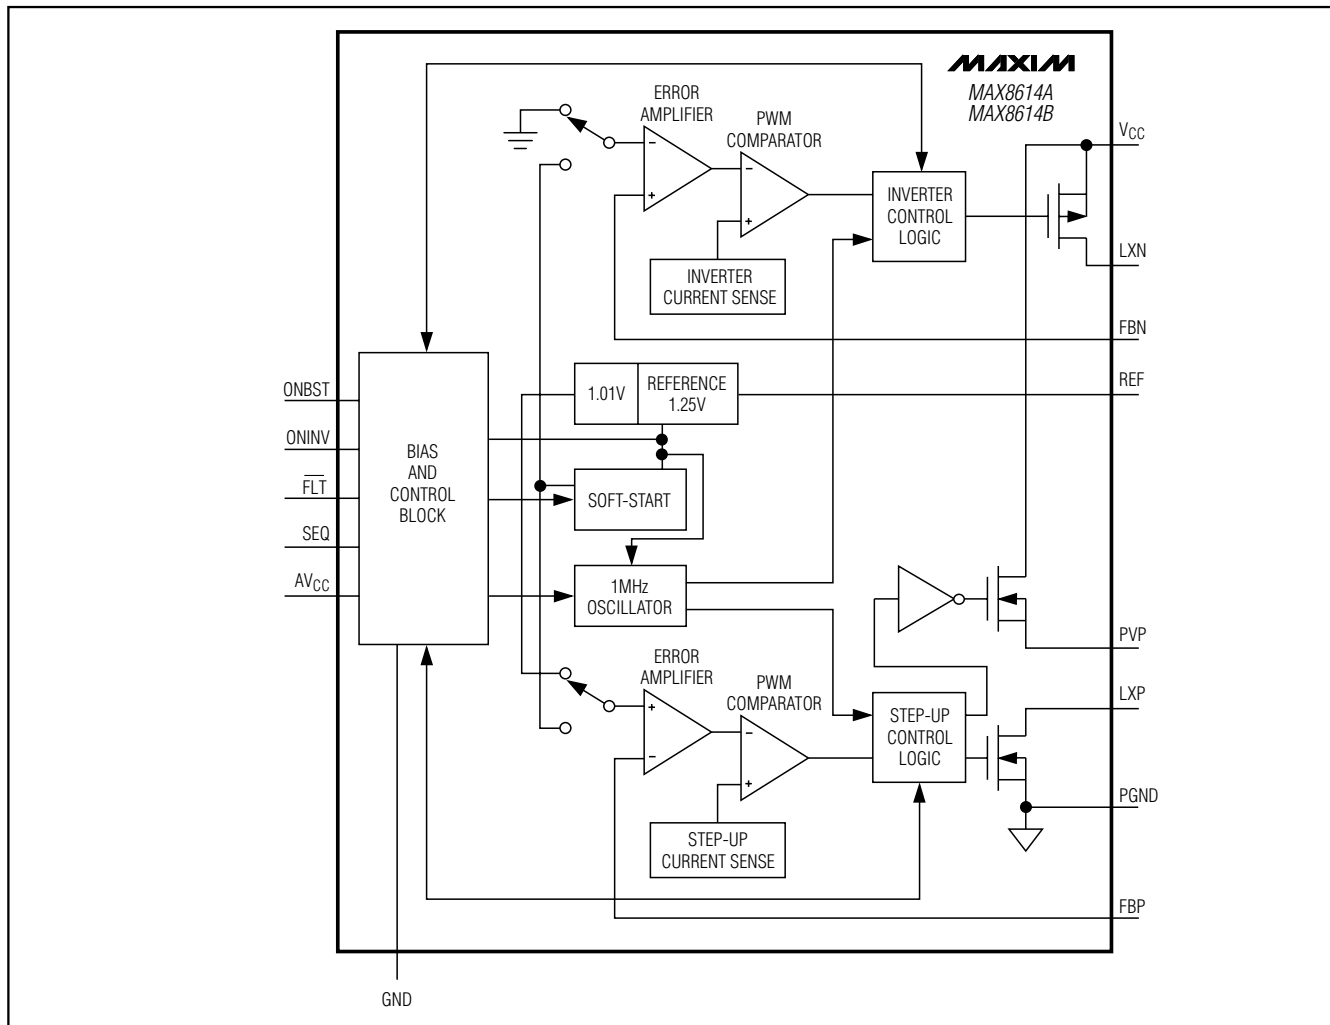 MAXIM
MAX8614A
MAX8614B
ERROR
AMPLIFIER
PWM
COMPARATOR
−
+
−
+
INVERTER
CONTROL
LOGIC
INVERTER
CURRENT SENSE
VCC
LXN
FBN
REF
1.01V
REFERENCE
1.25V
ONBST
ONINV
FLT
SEQ
AVCC
BIAS
AND
CONTROL
BLOCK
SOFT-START
1MHz
OSCILLATOR
ERROR
AMPLIFIER
PWM
COMPARATOR
+
−
−
+
STEP-UP
CONTROL
LOGIC
STEP-UP
CURRENT SENSE
PVP
LXP
PGND
FBP
GND